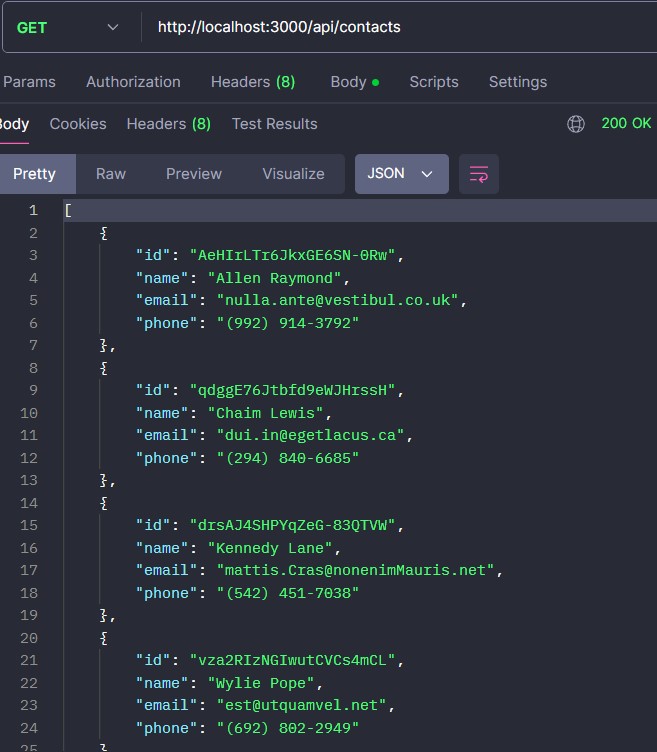 GET http://localhost:3000/api/contacts
Params Authorization Headers (8) Body Scripts Settings
Body Cookies Headers (8) Test Results 200 OK
Pretty Raw Preview Visualize JSON
1 [
2 {
3 "id": "AeHIrLTr6JkxGE6SN-0Rw",
4 "name": "Allen Raymond",
5 "email": "nulla.ante@vestibul.co.uk",
6 "phone": "(992) 914-3792"
7 },
8 {
9 "id": "qdggE76Jtbfd9eWJHrssH",
10 "name": "Chaim Lewis",
11 "email": "dui.in@egetlacus.ca",
12 "phone": "(294) 840-6685"
13 },
14 {
15 "id": "drsAJ4SHPYqZeG-83QTVW",
16 "name": "Kennedy Lane",
17 "email": "mattis.Cras@nonenimMauris.net",
18 "phone": "(542) 451-7038"
19 },
20 {
21 "id": "vza2RIzNGIwutCVCs4mCL",
22 "name": "Wylie Pope",
23 "email": "est@utquamvel.net",
24 "phone": "(692) 802-2949"
25 }